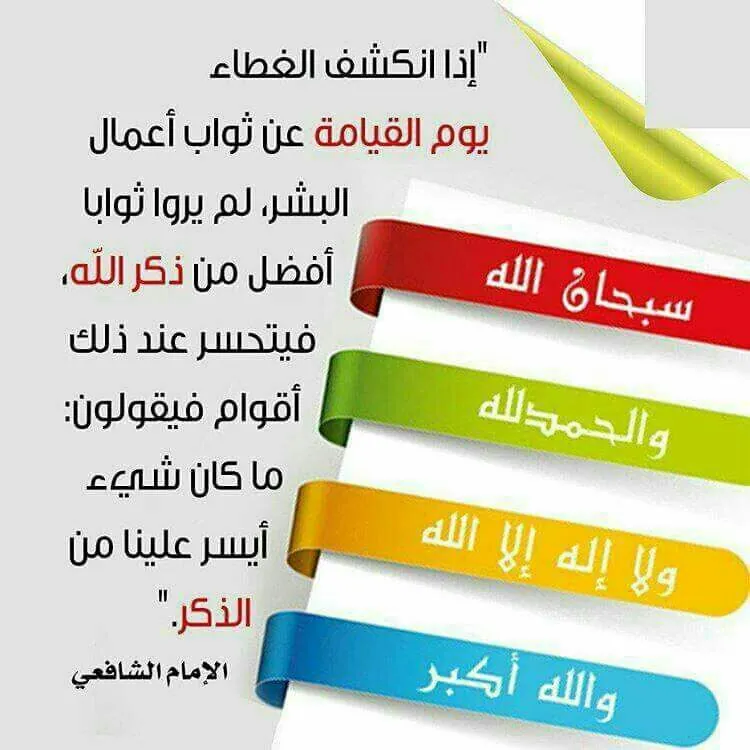 "إذا انكشف الغطاء
يوم القيامة عن ثواب أعمال
البشر، لم يروا ثوابا
أفضل من ذكر الله،
فيتحسر عند ذلك
أقوام فيقولون:
ما كان شيء
أيسر علينا من
الذكر."
الإمام الشافعي
سبحان الله
والحمدلله
ولا إله إلا الله
والله أكبر